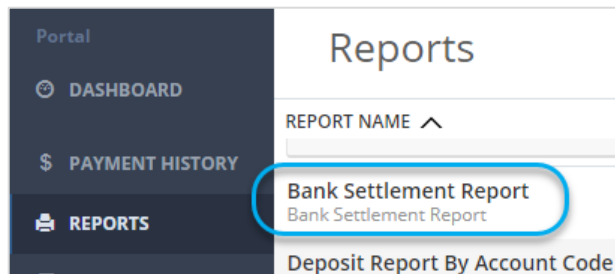 Portal
DASHBOARD
$ PAYMENT HISTORY
REPORTS
Reports
REPORT NAME
Bank Settlement Report
Bank Settlement Report
Deposit Report By Account Code